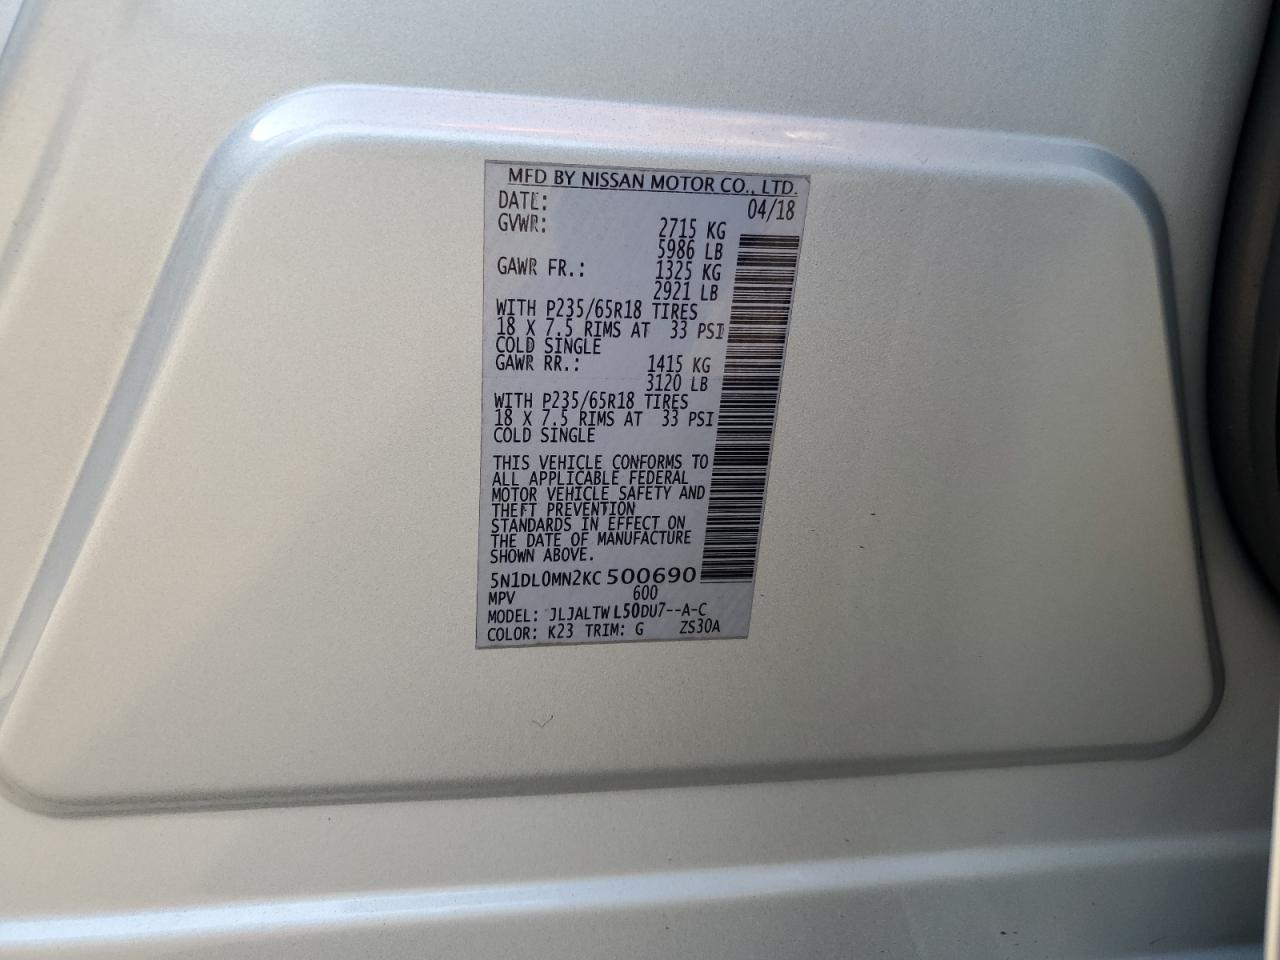 MFD BY NISSAN MOTOR CO., LTD.
DATE: 04/18
GVWR: 2715 KG
5986 LB
GAWR FR.: 1325 KG
2921 LB
WITH P235/65R18 TIRES
18 X 7.5 RIMS AT 33 PSI
COLD SINGLE
GAWR RR.: 1415 KG
3120 LB
WITH P235/65R18 TIRES
18 X 7.5 RIMS AT 33 PSI
COLD SINGLE
THIS VEHICLE CONFORMS TO
ALL APPLICABLE FEDERAL
MOTOR VEHICLE SAFETY AND
THEFT PREVENTION
STANDARDS IN EFFECT ON
THE DATE OF MANUFACTURE
SHOWN ABOVE.
5N1DL0MN2KC500690
MPV 600
MODEL: JLJALTWL50DU7--A-C
COLOR: K23 TRIM: G ZS30A